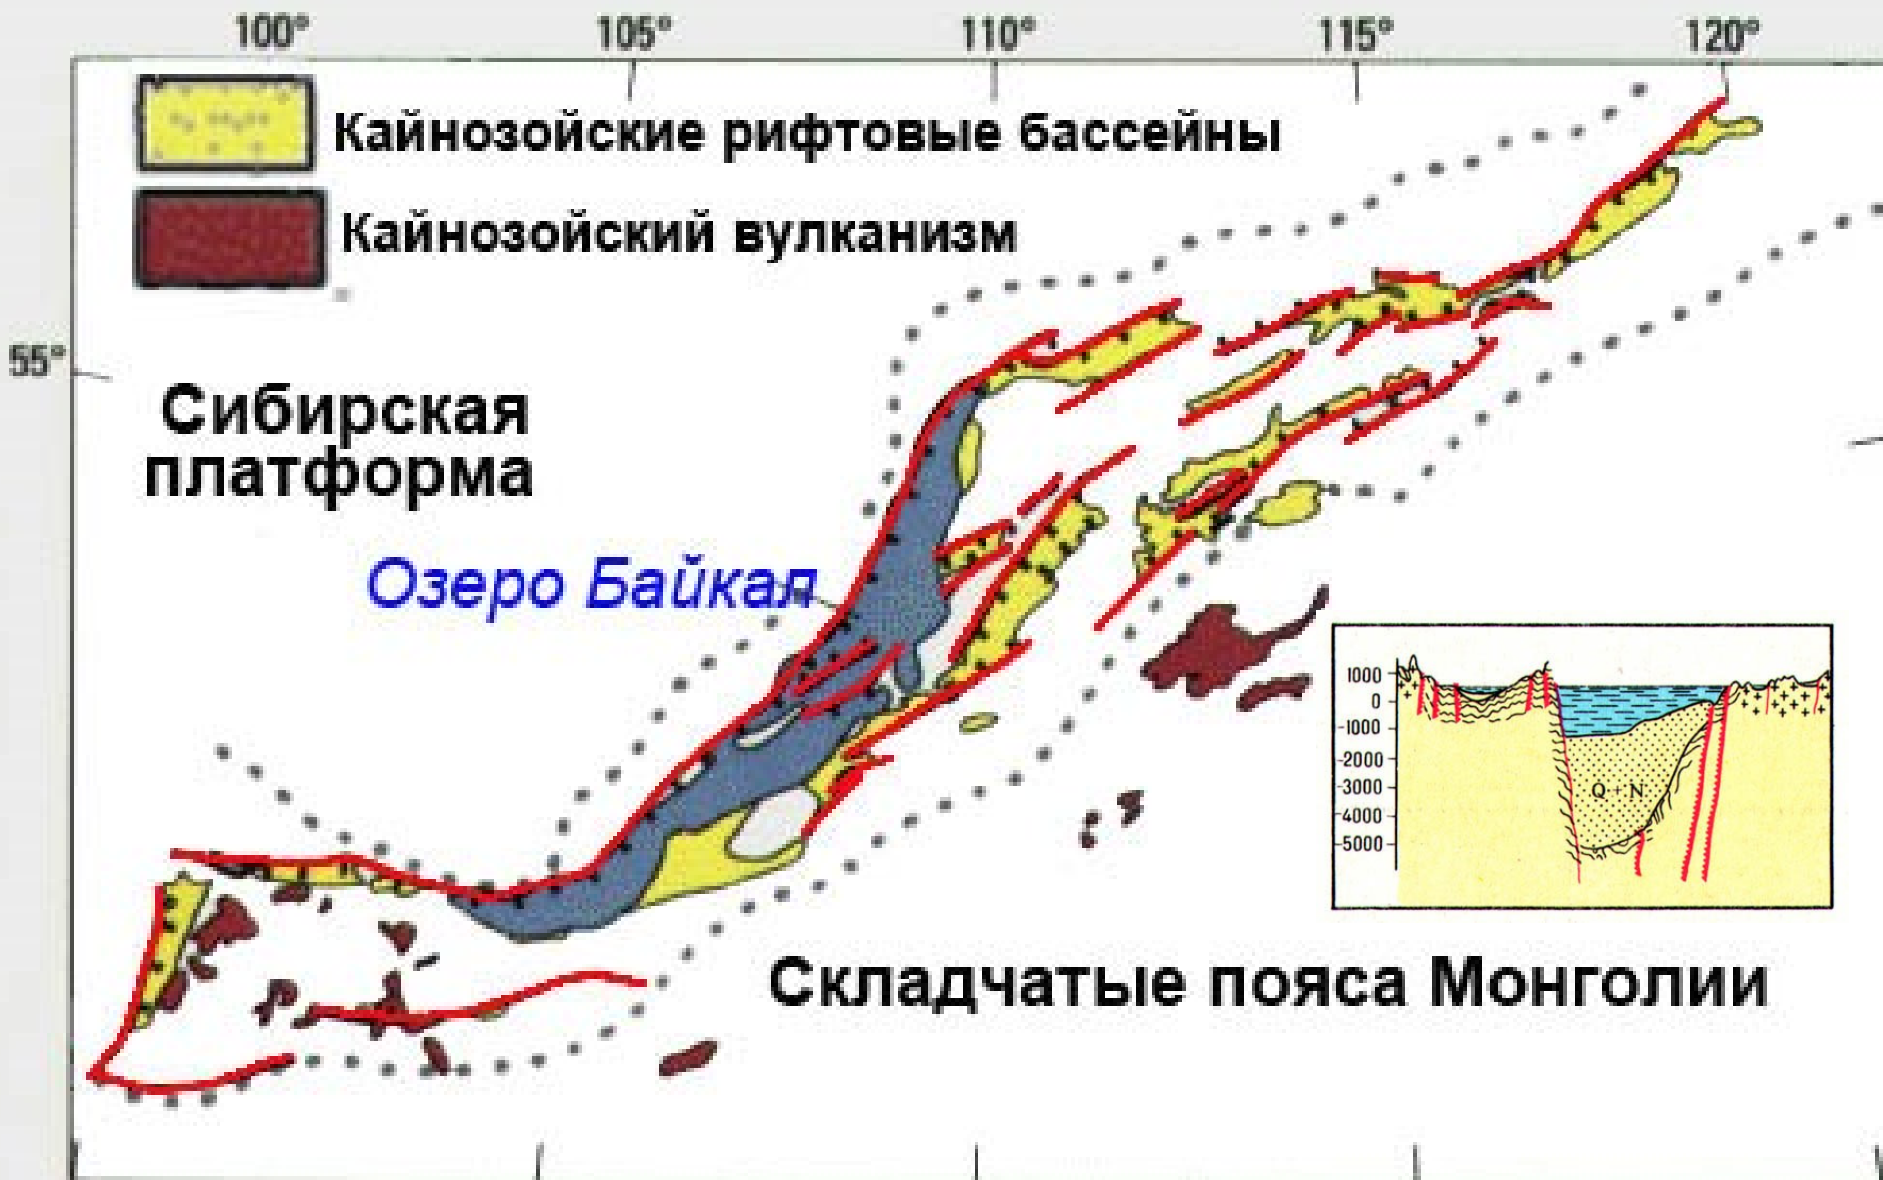 100° 105° 110° 115° 120°
Кайнозойские рифтовые бассейны
Кайнозойский вулканизм
55°
Сибирская
платформа
Озеро Байкал
1000
0
-1000
-2000
-3000
-4000
-5000
Q+N
Складчатые пояса Монголии